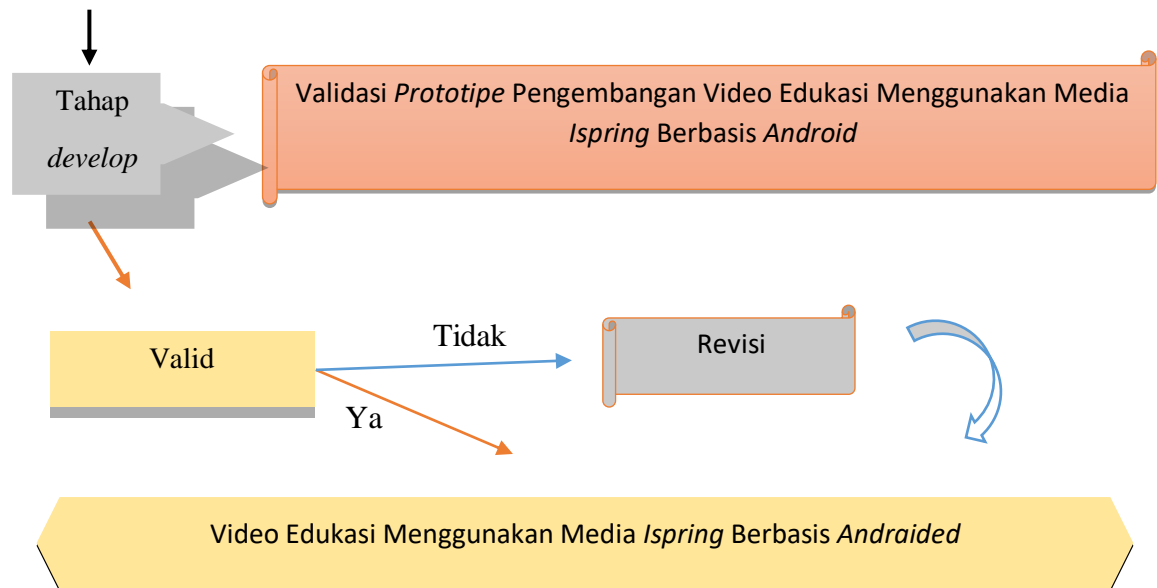 Tahap
develop
Validasi Prototipe Pengembangan Video Edukasi Menggunakan Media
Ispring Berbasis Android
Valid
Tidak
Ya
Revisi
Video Edukasi Menggunakan Media Ispring Berbasis Andraided